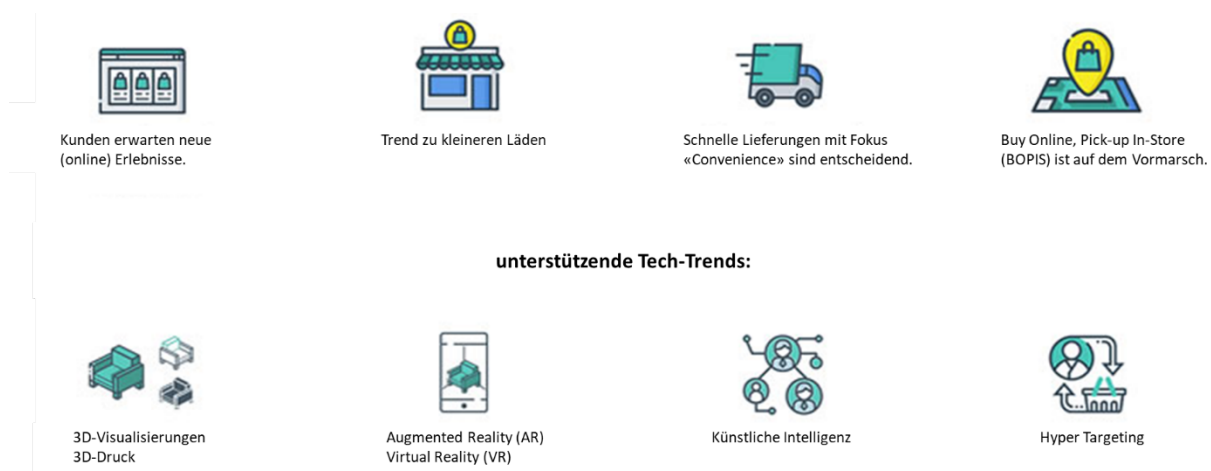 Kunden erwarten neue
(online) Erlebnisse.
Trend zu kleineren Läden
Schnelle Lieferungen mit Fokus
«Convenience» sind entscheidend.
Buy Online, Pick-up In-Store
(BOPIS) ist auf dem Vormarsch.
unterstützende Tech-Trends:
3D-Visualisierungen
3D-Druck
Augmented Reality (AR)
Virtual Reality (VR)
Künstliche Intelligenz
Hyper Targeting